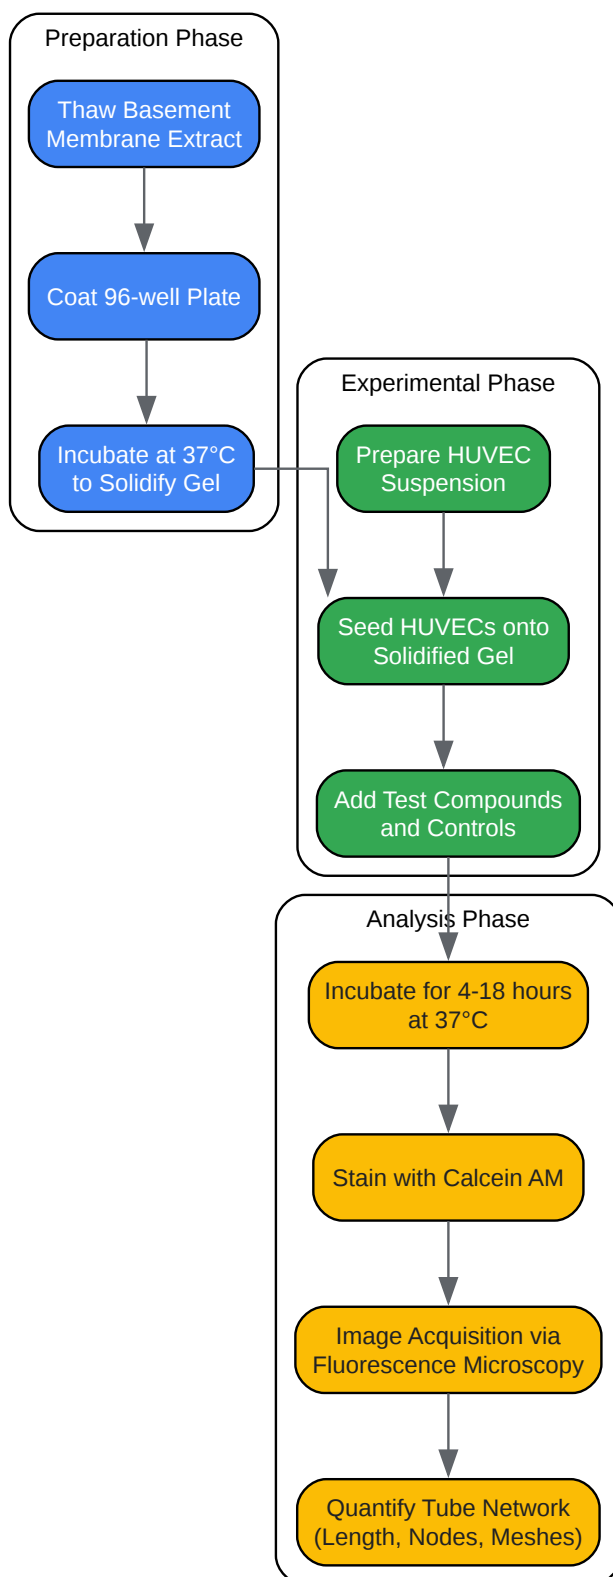 Preparation Phase
Thaw Basement
Membrane Extract
Coat 96-well Plate
Incubate at 37°C
to Solidify Gel
Experimental Phase
Prepare HUVEC
Suspension
Seed HUVECs onto
Solidified Gel
Add Test Compounds
and Controls
Analysis Phase
Incubate for 4-18 hours
at 37°C
Stain with Calcein AM
Image Acquisition via
Fluorescence Microscopy
Quantify Tube Network
(Length, Nodes, Meshes)